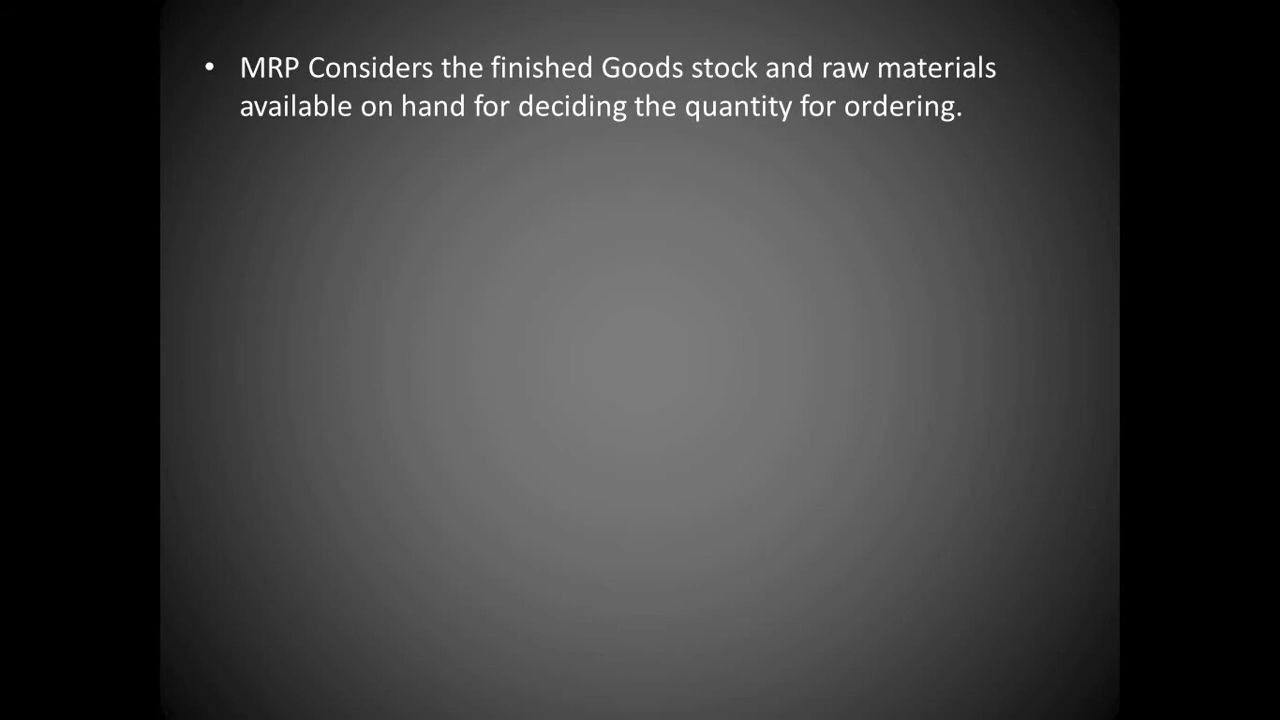 • MRP Considers the finished Goods stock and raw materials
available on hand for deciding the quantity for ordering.